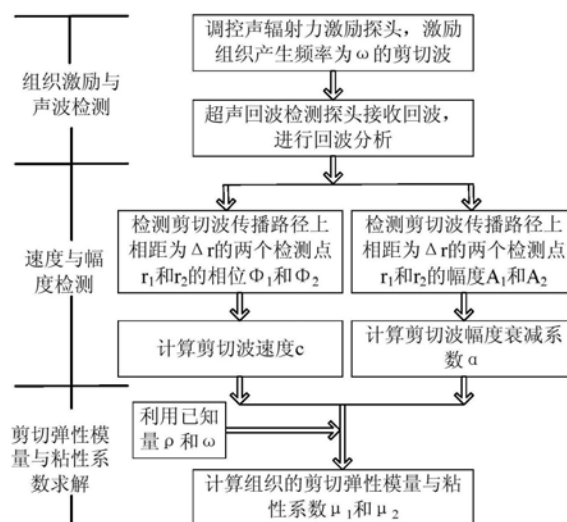 调控声辐射力激励探头，激励
组织产生频率为ω的剪切波
组织激励与
声波检测
超声回波检测探头接收回波，
进行回波分析
速度与幅
度检测
检测剪切波传播路径上
相距为Δr的两个检测点
r₁和r₂的相位Φ₁和Φ₂
检测剪切波传播路径上
相距为Δr的两个检测点
r₁和r₂的幅度A₁和A₂
计算剪切波速度c
计算剪切波幅度衰减系
数α
剪切弹性模
量与粘性系
数求解
利用已知
量ρ和ω
计算组织的剪切弹性模量与粘
性系数μ₁和μ₂